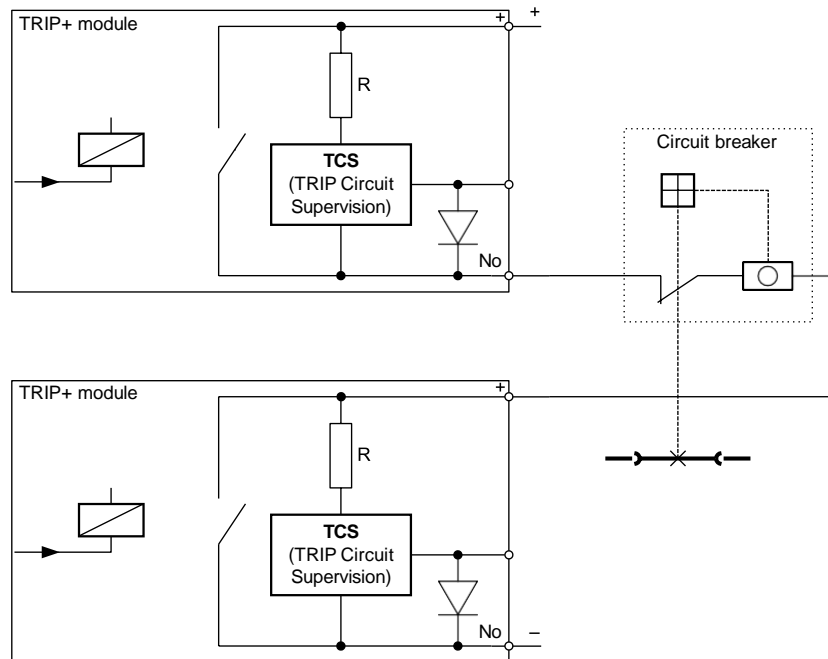 TRIP+ module
+
+
R
TCS
(TRIP Circuit
Supervision)
No
Circuit breaker
TRIP+ module
+
R
TCS
(TRIP Circuit
Supervision)
No
–